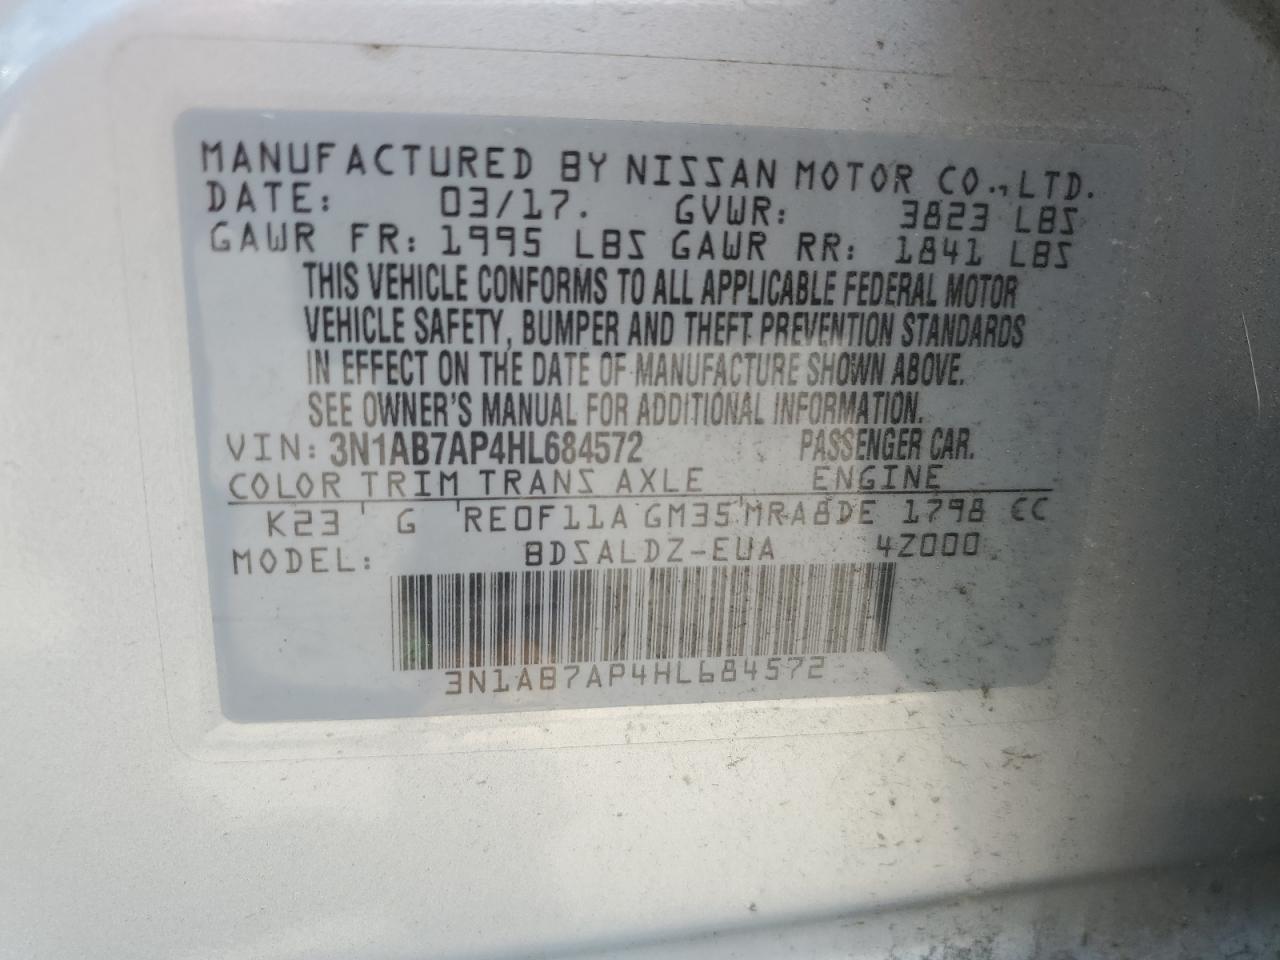 MANUFACTURED BY NISSAN MOTOR CO., LTD.
DATE: 03/17. GVWR: 3823 LBS
GAWR FR: 1995 LBS GAWR RR: 1841 LBS
THIS VEHICLE CONFORMS TO ALL APPLICABLE FEDERAL MOTOR
VEHICLE SAFETY, BUMPER AND THEFT PREVENTION STANDARDS
IN EFFECT ON THE DATE OF MANUFACTURE SHOWN ABOVE.
SEE OWNER'S MANUAL FOR ADDITIONAL INFORMATION.
VIN: 3N1AB7AP4HL684572 PASSENGER CAR.
COLOR TRIM TRANS AXLE ENGINE
K23 ' G 'RE0F11A GM35'MRA8DE 1798 CC
MODEL: BDSALDZ-EUA 42000
3N1AB7AP4HL684572